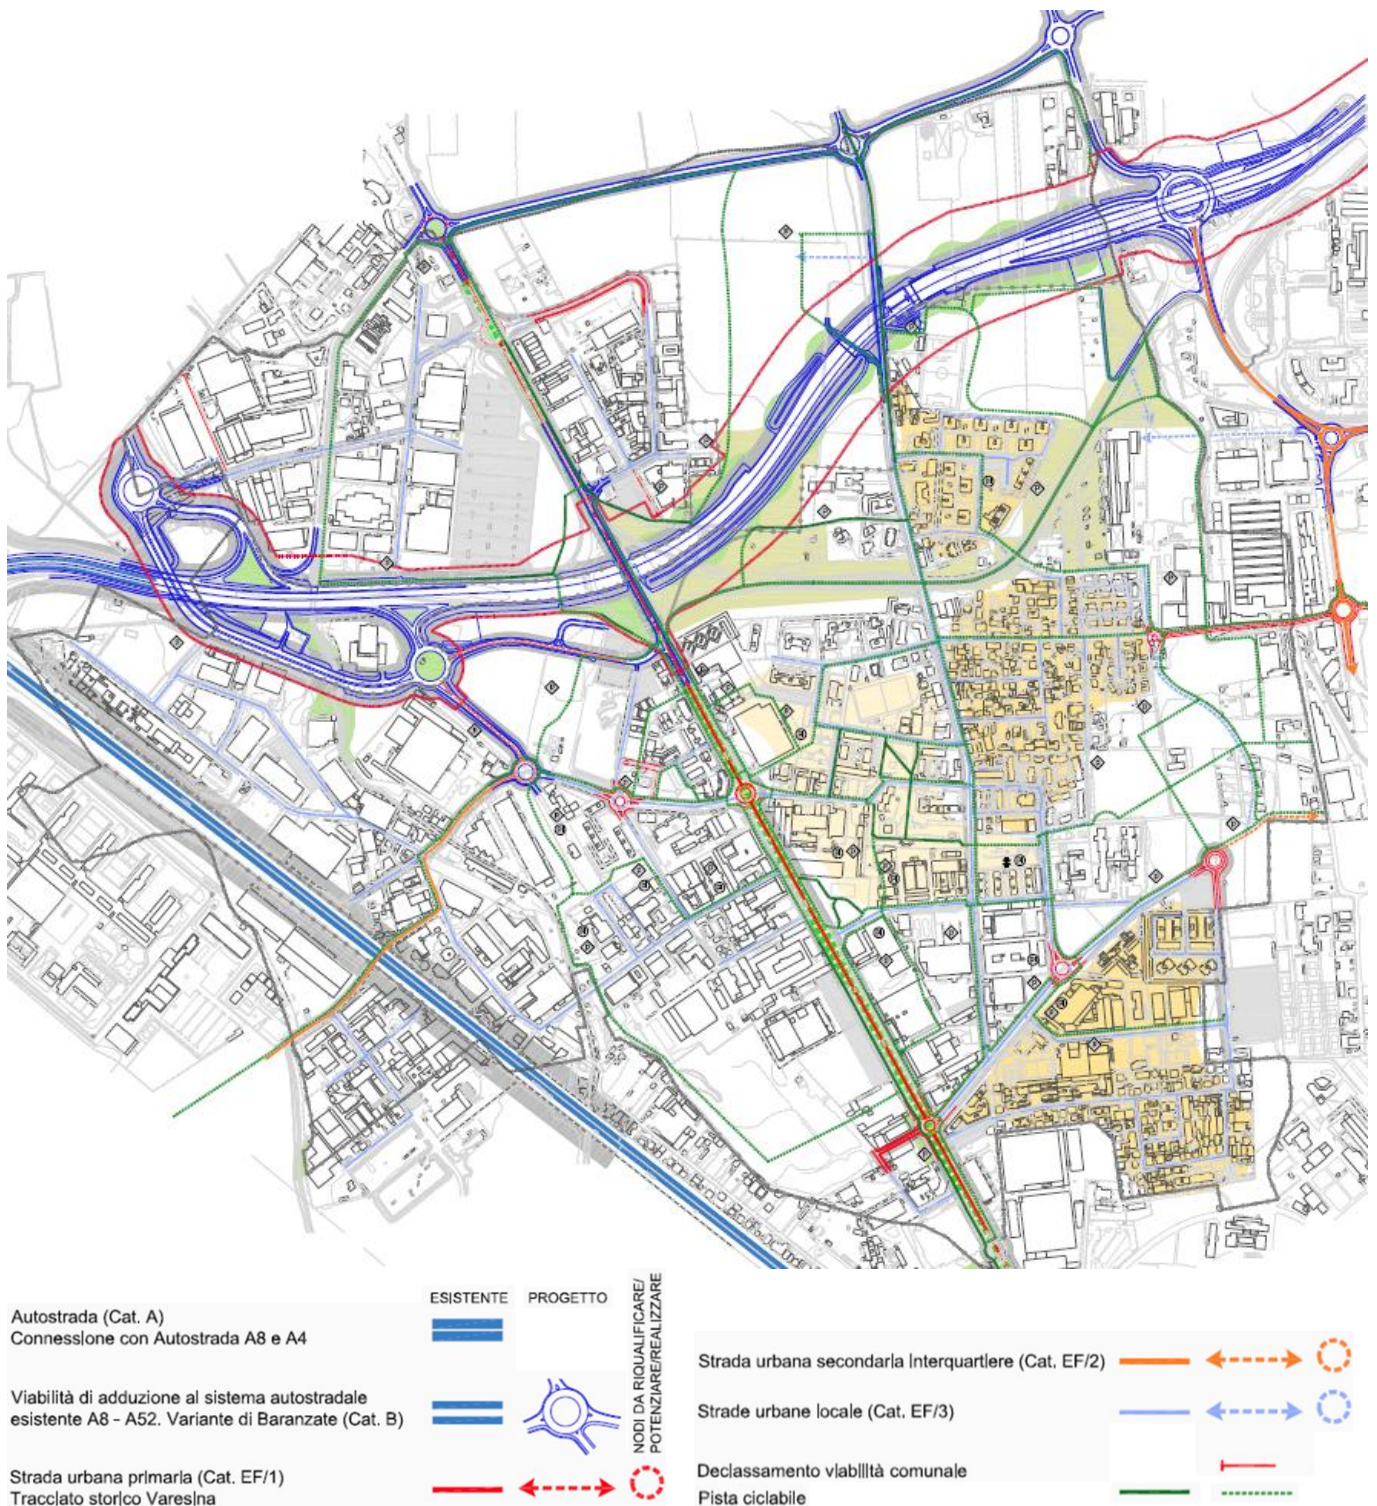 ESISTENTE PROGETTO
NODI DA RIQUALIFICARE/
POTENZIARE/REALIZZARE
Autostrada (Cat. A)
Connessione con Autostrada A8 e A4
Viabilità di adduzione al sistema autostradale
esistente A8 - A52. Variante di Baranzate (Cat. B)
Strada urbana primaria (Cat. EF/1)
Tracciato storico Varesina
Strada urbana secondaria Interquartiere (Cat. EF/2)
Strade urbane locale (Cat. EF/3)
Declassamento viabilità comunale
Pista ciclabile